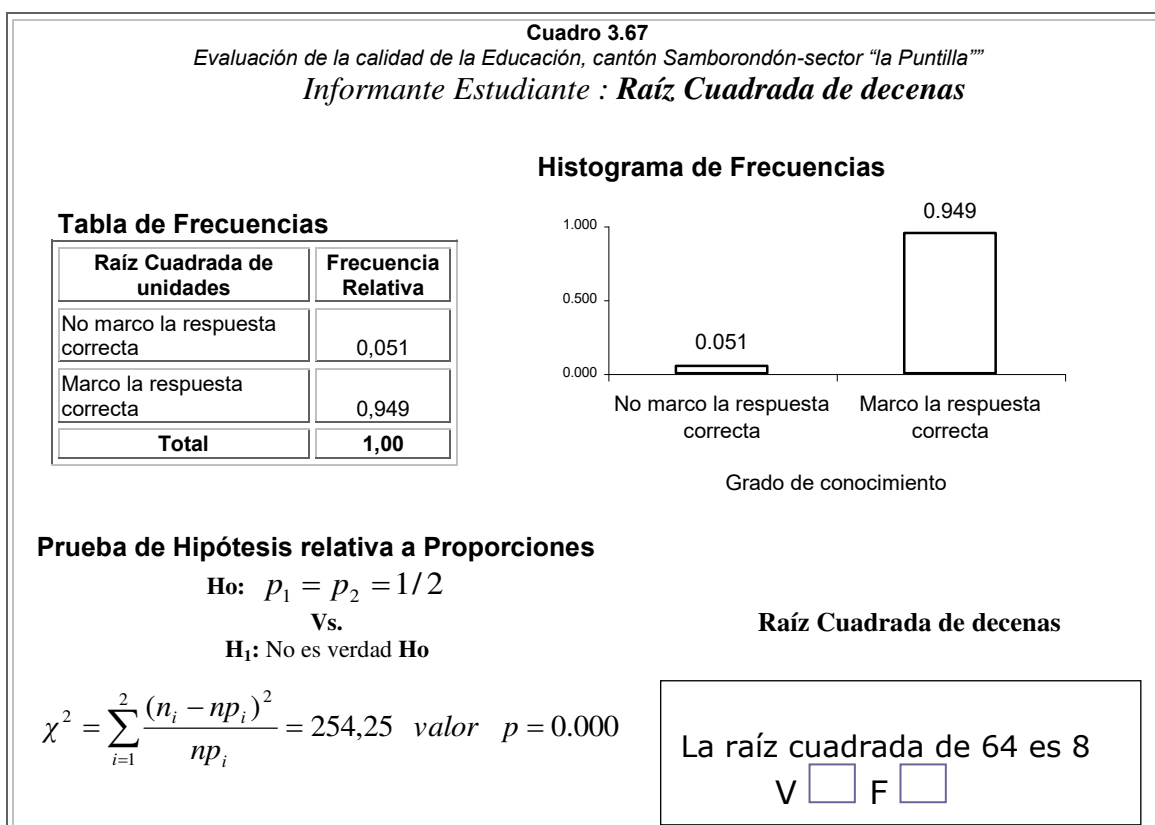 Cuadro 3.67
Evaluación de la calidad de la Educación, cantón Samborondón-sector “la Puntilla””
Informante Estudiante : Raíz Cuadrada de decenas
Histograma de Frecuencias
Tabla de Frecuencias
Raíz Cuadrada de unidades | Frecuencia Relativa
No marco la respuesta correcta | 0,051
Marco la respuesta correcta | 0,949
Total | 1,00
1.000
0.500
0.000
0.051
0.949
No marco la respuesta correcta
Marco la respuesta correcta
Grado de conocimiento
Prueba de Hipótesis relativa a Proporciones
Ho: p₁ = p₂ = 1/2
Vs.
H₁: No es verdad Ho
χ² = ∑ᵢ₌₁² (nᵢ − npᵢ)² / npᵢ = 254,25 valor p = 0.000
Raíz Cuadrada de decenas
La raíz cuadrada de 64 es 8
V F